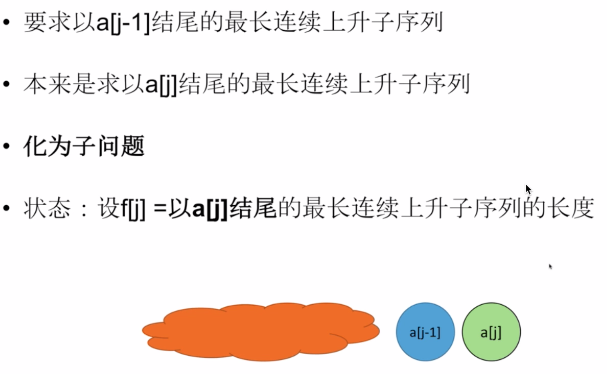 • 要求以a[j-1]结尾的最长连续上升子序列
• 本来是求以a[j]结尾的最长连续上升子序列
• 化为子问题
• 状态：设f[j] =以a[j]结尾的最长连续上升子序列的长度
a[j-1] a[j]